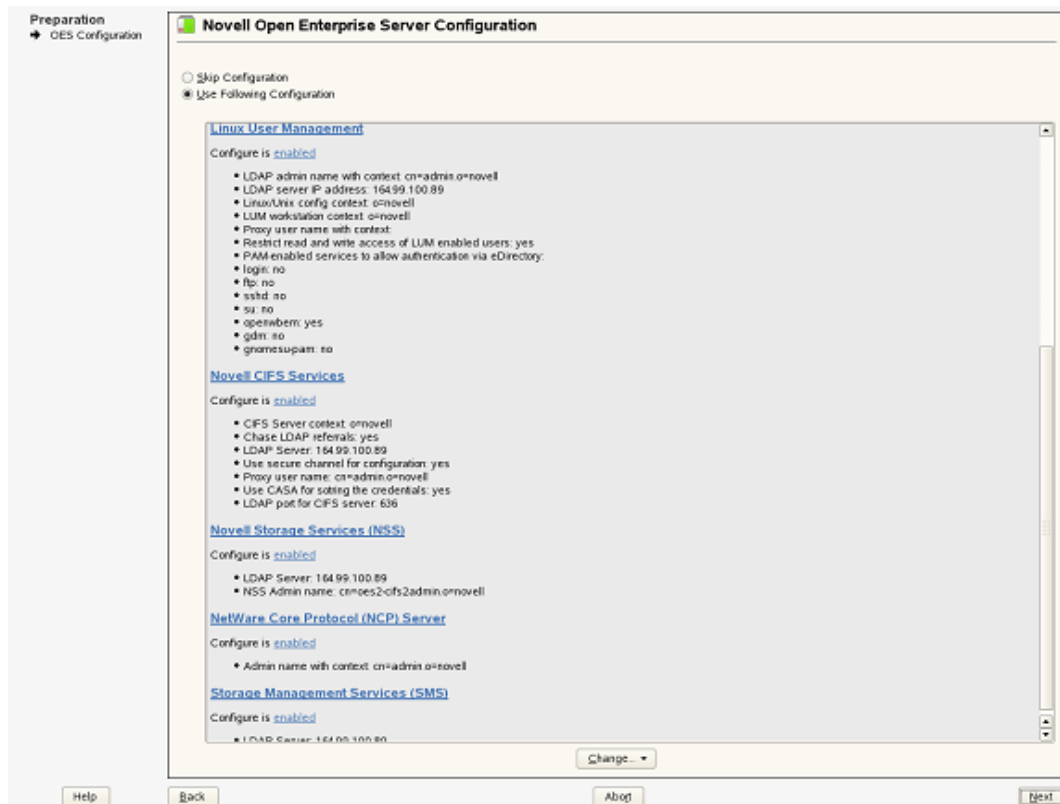 Preparation
OES Configuration
Novell Open Enterprise Server Configuration
Skip Configuration
Use Following Configuration
Linux User Management
Configure is enabled
LDAP admin name with context: cn=admin.o=novell
LDAP server IP address: 164.99.100.89
Linux/Unix config context: o=novell
LUM workstation context: o=novell
Proxy user name with context:
Restrict read and write access of LUM enabled users: yes
PAM-enabled services to allow authentication via eDirectory:
login: no
ftp: no
sshd: no
su: no
openwbem: yes
gdm: no
gnomesu-pam: no
Novell CIFS Services
Configure is enabled
CIFS Server context: o=novell
Chase LDAP referrals: yes
LDAP Server: 164.99.100.89
Use secure channel for configuration: yes
Proxy user name: cn=admin.o=novell
Use CASA for sotring the credentials: yes
LDAP port for CIFS server: 636
Novell Storage Services (NSS)
Configure is enabled
LDAP Server: 164.99.100.89
NSS Admin name: cn=oes2-cifs2admin.o=novell
NetWare Core Protocol (NCP) Server
Configure is enabled
Admin name with context: cn=admin.o=novell
Storage Management Services (SMS)
Configure is enabled
LDAP Server: 164.99.100.89
Change...
Help
Back
Abort
Next